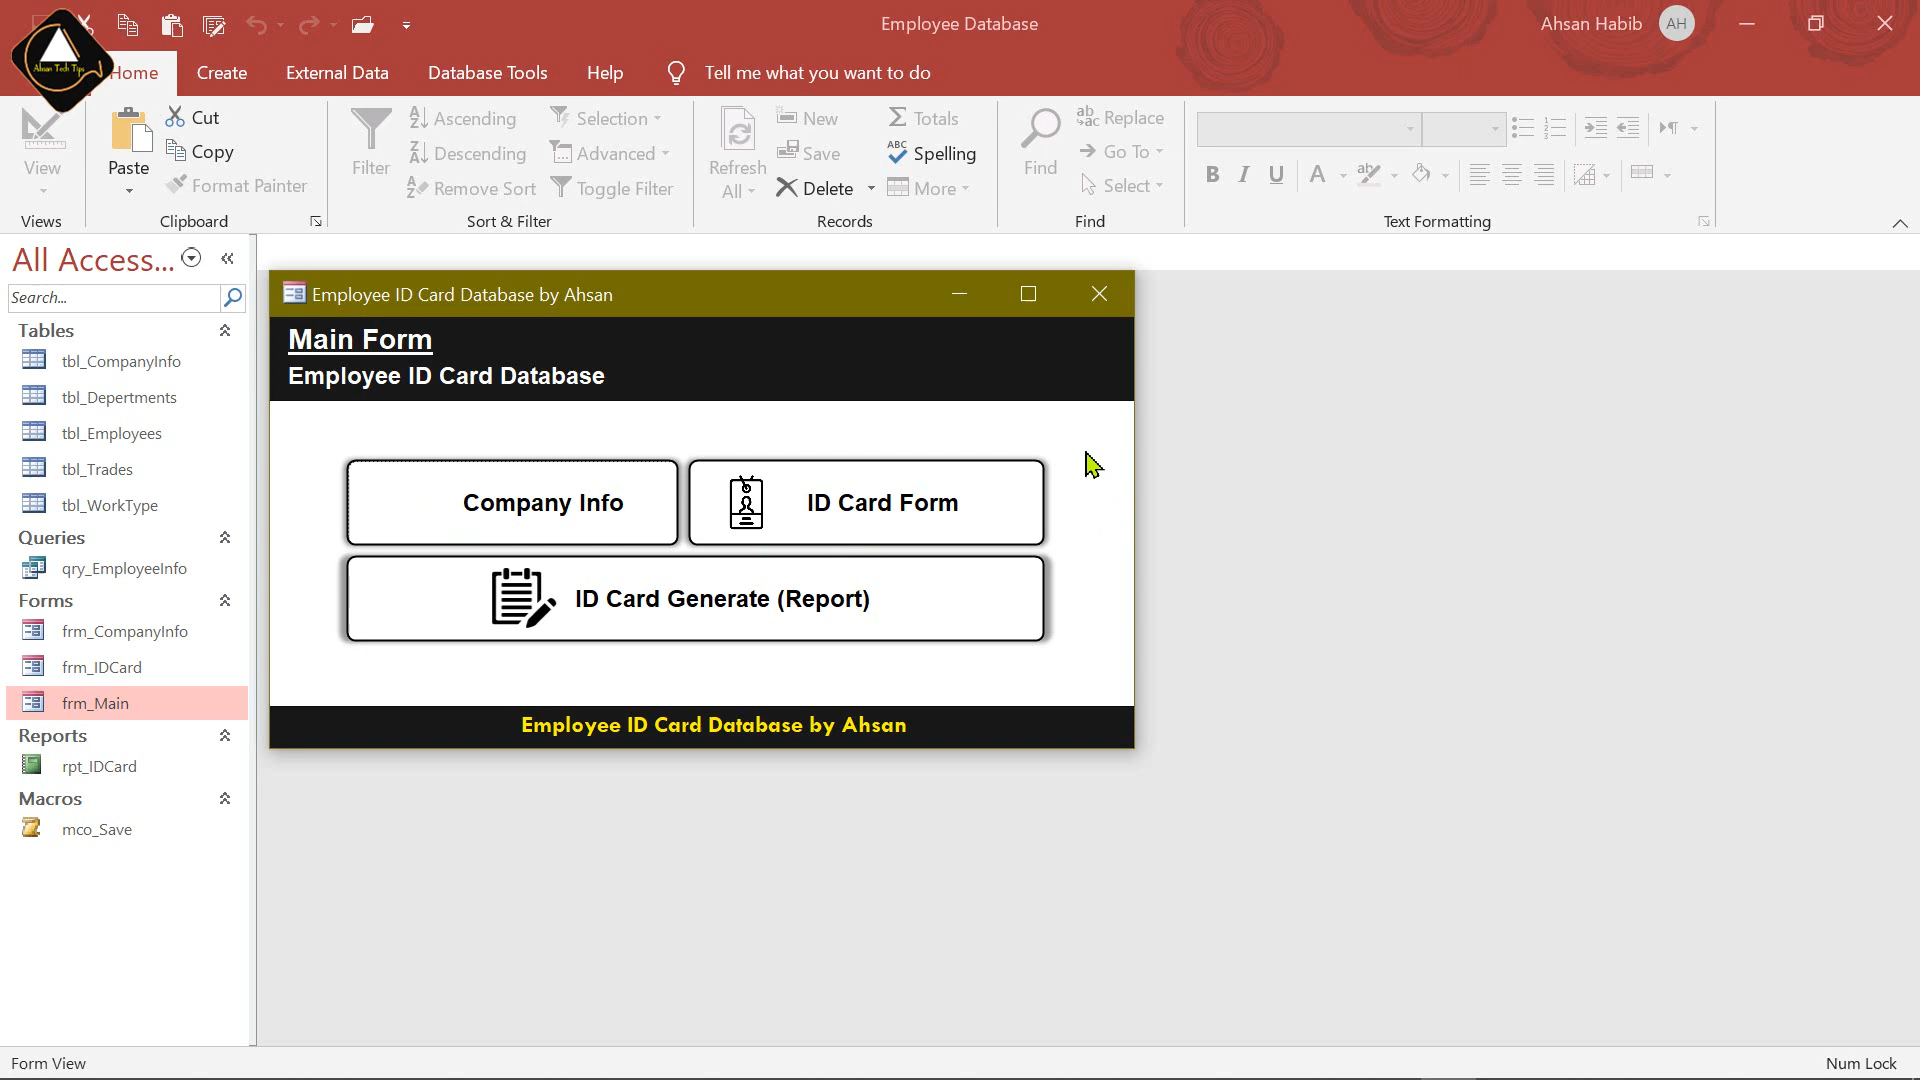 Employee Database
Ahsan Habib AH
Ahsan Tech Tips
Home Create External Data Database Tools Help Tell me what you want to do
View
Views
Paste
Cut
Copy
Format Painter
Clipboard
Filter
Ascending
Descending
Remove Sort
Selection
Advanced
Toggle Filter
Sort & Filter
Refresh
All
New
Save
Delete
Totals
Spelling
More
Records
Find
Replace
Go To
Select
Find
B I U A
Text Formatting
All Access...
Search...
Tables
tbl_CompanyInfo
tbl_Depertments
tbl_Employees
tbl_Trades
tbl_WorkType
Queries
qry_EmployeeInfo
Forms
frm_CompanyInfo
frm_IDCard
frm_Main
Reports
rpt_IDCard
Macros
mco_Save
Employee ID Card Database by Ahsan
Main Form
Employee ID Card Database
Company Info
ID Card Form
ID Card Generate (Report)
Employee ID Card Database by Ahsan
Form View
Num Lock